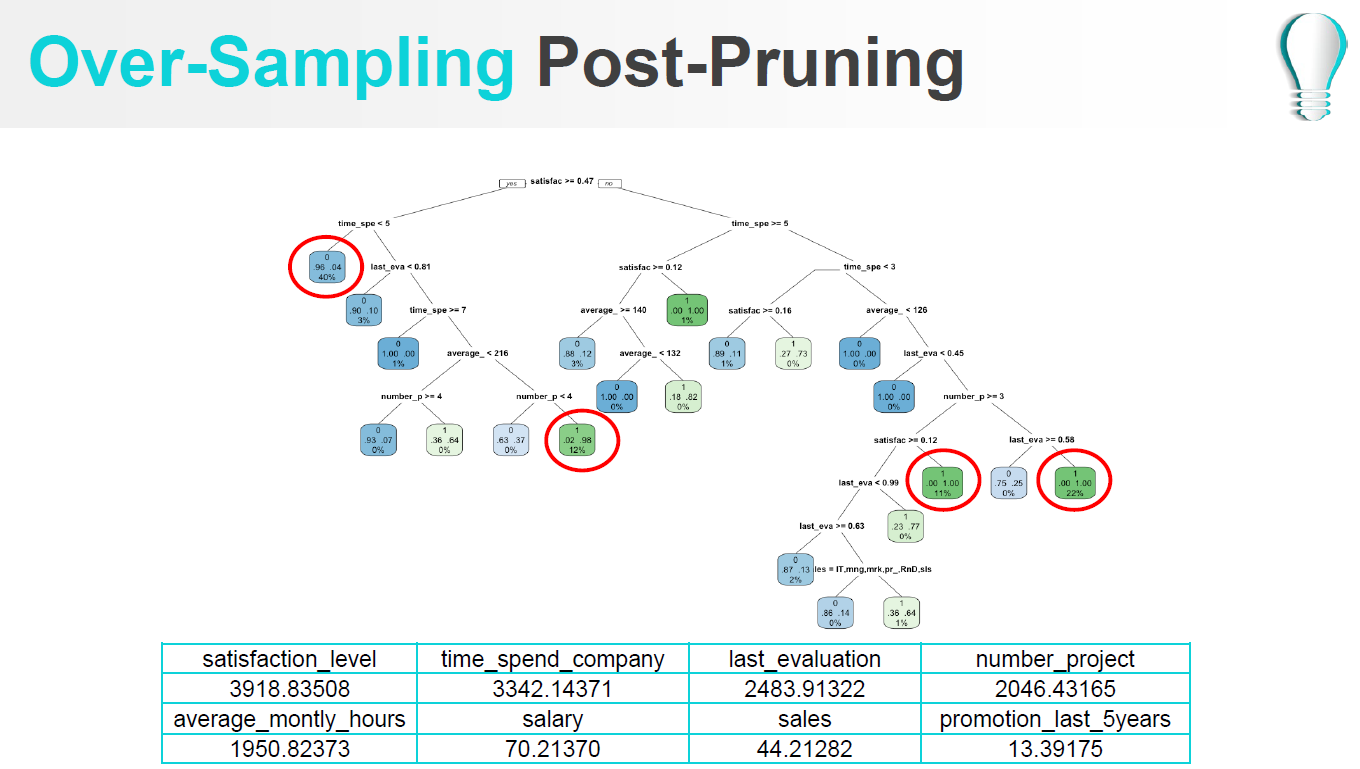 Over-Sampling Post-Pruning
yes satisfac >= 0.47 no
time_spe < 5
time_spe >= 5
0
.96 .04
40%
last_eva < 0.81
satisfac >= 0.12
time_spe < 3
0
.90 .10
3%
time_spe >= 7
average_ >= 140
1
.00 1.00
1%
satisfac >= 0.16
average_ < 126
0
1.00 .00
1%
average_ < 216
0
.88 .12
3%
average_ < 132
0
.89 .11
1%
1
.27 .73
0%
0
1.00 .00
0%
last_eva < 0.45
number_p >= 4
number_p < 4
0
1.00 .00
0%
1
.18 .82
0%
0
1.00 .00
0%
number_p >= 3
0
.93 .07
0%
1
.36 .64
0%
0
.63 .37
0%
1
.02 .98
12%
satisfac >= 0.12
last_eva >= 0.58
last_eva < 0.99
1
.00 1.00
11%
0
.75 .25
0%
1
.00 1.00
22%
last_eva >= 0.63
1
.23 .77
0%
0
.87 .13
2%
les = IT,mng,mrk,pr_,RnD,sls
0
.86 .14
0%
1
.36 .64
1%
satisfaction_level time_spend_company last_evaluation number_project
3918.83508 3342.14371 2483.91322 2046.43165
average_montly_hours salary sales promotion_last_5years
1950.82373 70.21370 44.21282 13.39175